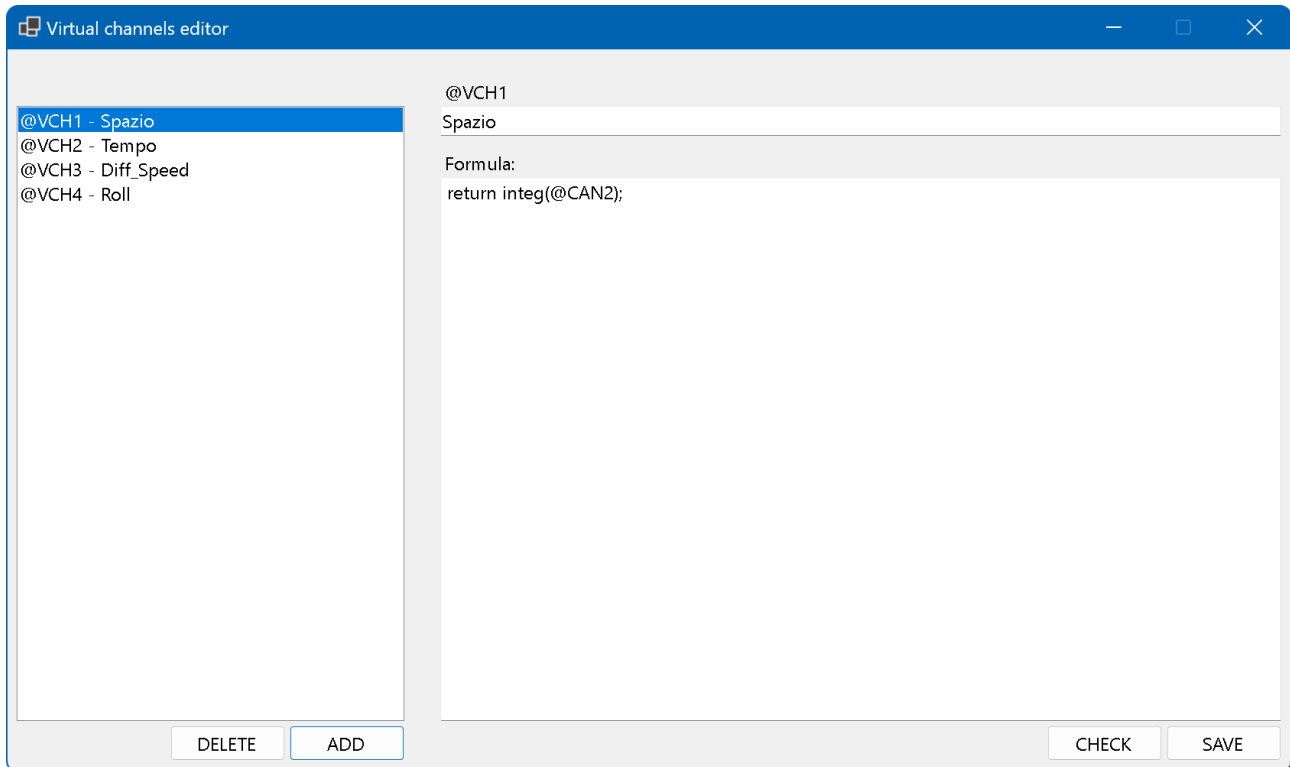 Virtual channels editor
@VCH1 - Spazio
@VCH2 - Tempo
@VCH3 - Diff_Speed
@VCH4 - Roll
DELETE
ADD
@VCH1
Spazio
Formula:
return integ(@CAN2);
CHECK
SAVE